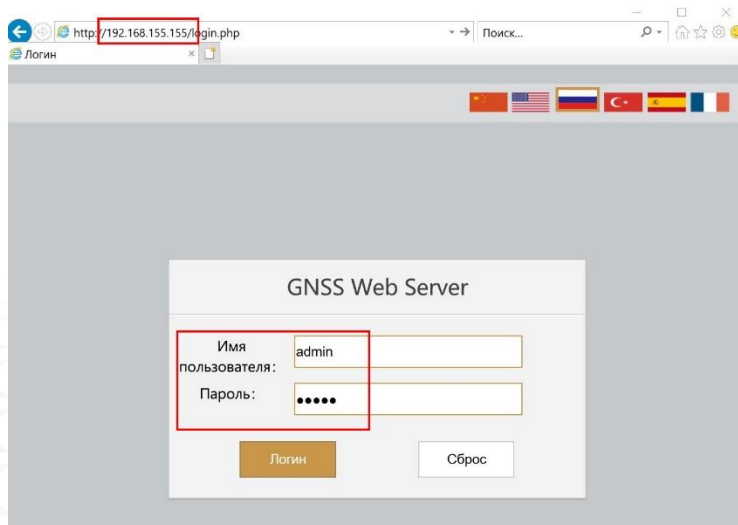 http://192.168.155.155/login.php
Поиск...
Логин
GNSS Web Server
Имя
пользователя:
admin
Пароль:
•••••
Логин
Сброс